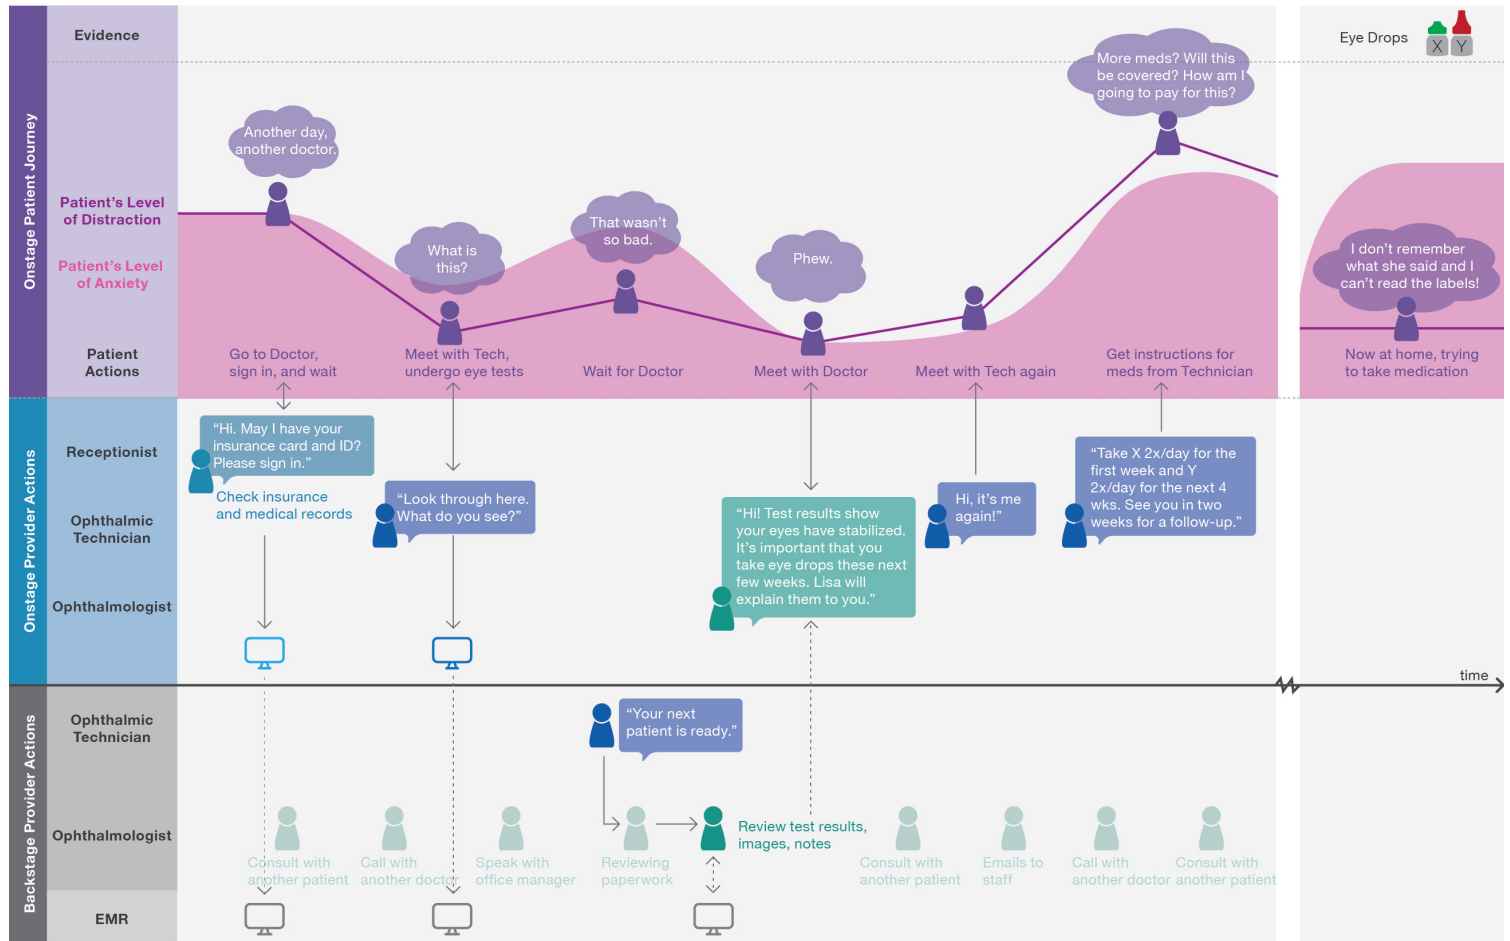 Evidence
Eye Drops
X
Y
Onstage Patient Journey
Another day,
another doctor.
What is
this?
That wasn't
so bad.
Phew.
More meds? Will this
be covered? How am I
going to pay for this?
I don't remember
what she said and I
can't read the labels!
Patient's Level
of Distraction
Patient's Level
of Anxiety
Patient
Actions
Go to Doctor,
sign in, and wait
Meet with Tech,
undergo eye tests
Wait for Doctor
Meet with Doctor
Meet with Tech again
Get instructions for
meds from Technician
Now at home, trying
to take medication
Onstage Provider Actions
Receptionist
"Hi. May I have your
insurance card and ID?
Please sign in."
Check insurance
and medical records
Ophthalmic
Technician
"Look through here.
What do you see?"
"Hi! Test results show
your eyes have stabilized.
It's important that you
take eye drops these next
few weeks. Lisa will
explain them to you."
Hi, it's me
again!"
"Take X 2x/day for the
first week and Y
2x/day for the next 4
wks. See you in two
weeks for a follow-up."
Ophthalmologist
time
Backstage Provider Actions
Ophthalmic
Technician
"Your next
patient is ready."
Ophthalmologist
Consult with
another patient
Call with
another doctor
Speak with
office manager
Reviewing
paperwork
Review test results,
images, notes
Consult with
another patient
Emails to
staff
Call with
another doctor
Consult with
another patient
EMR